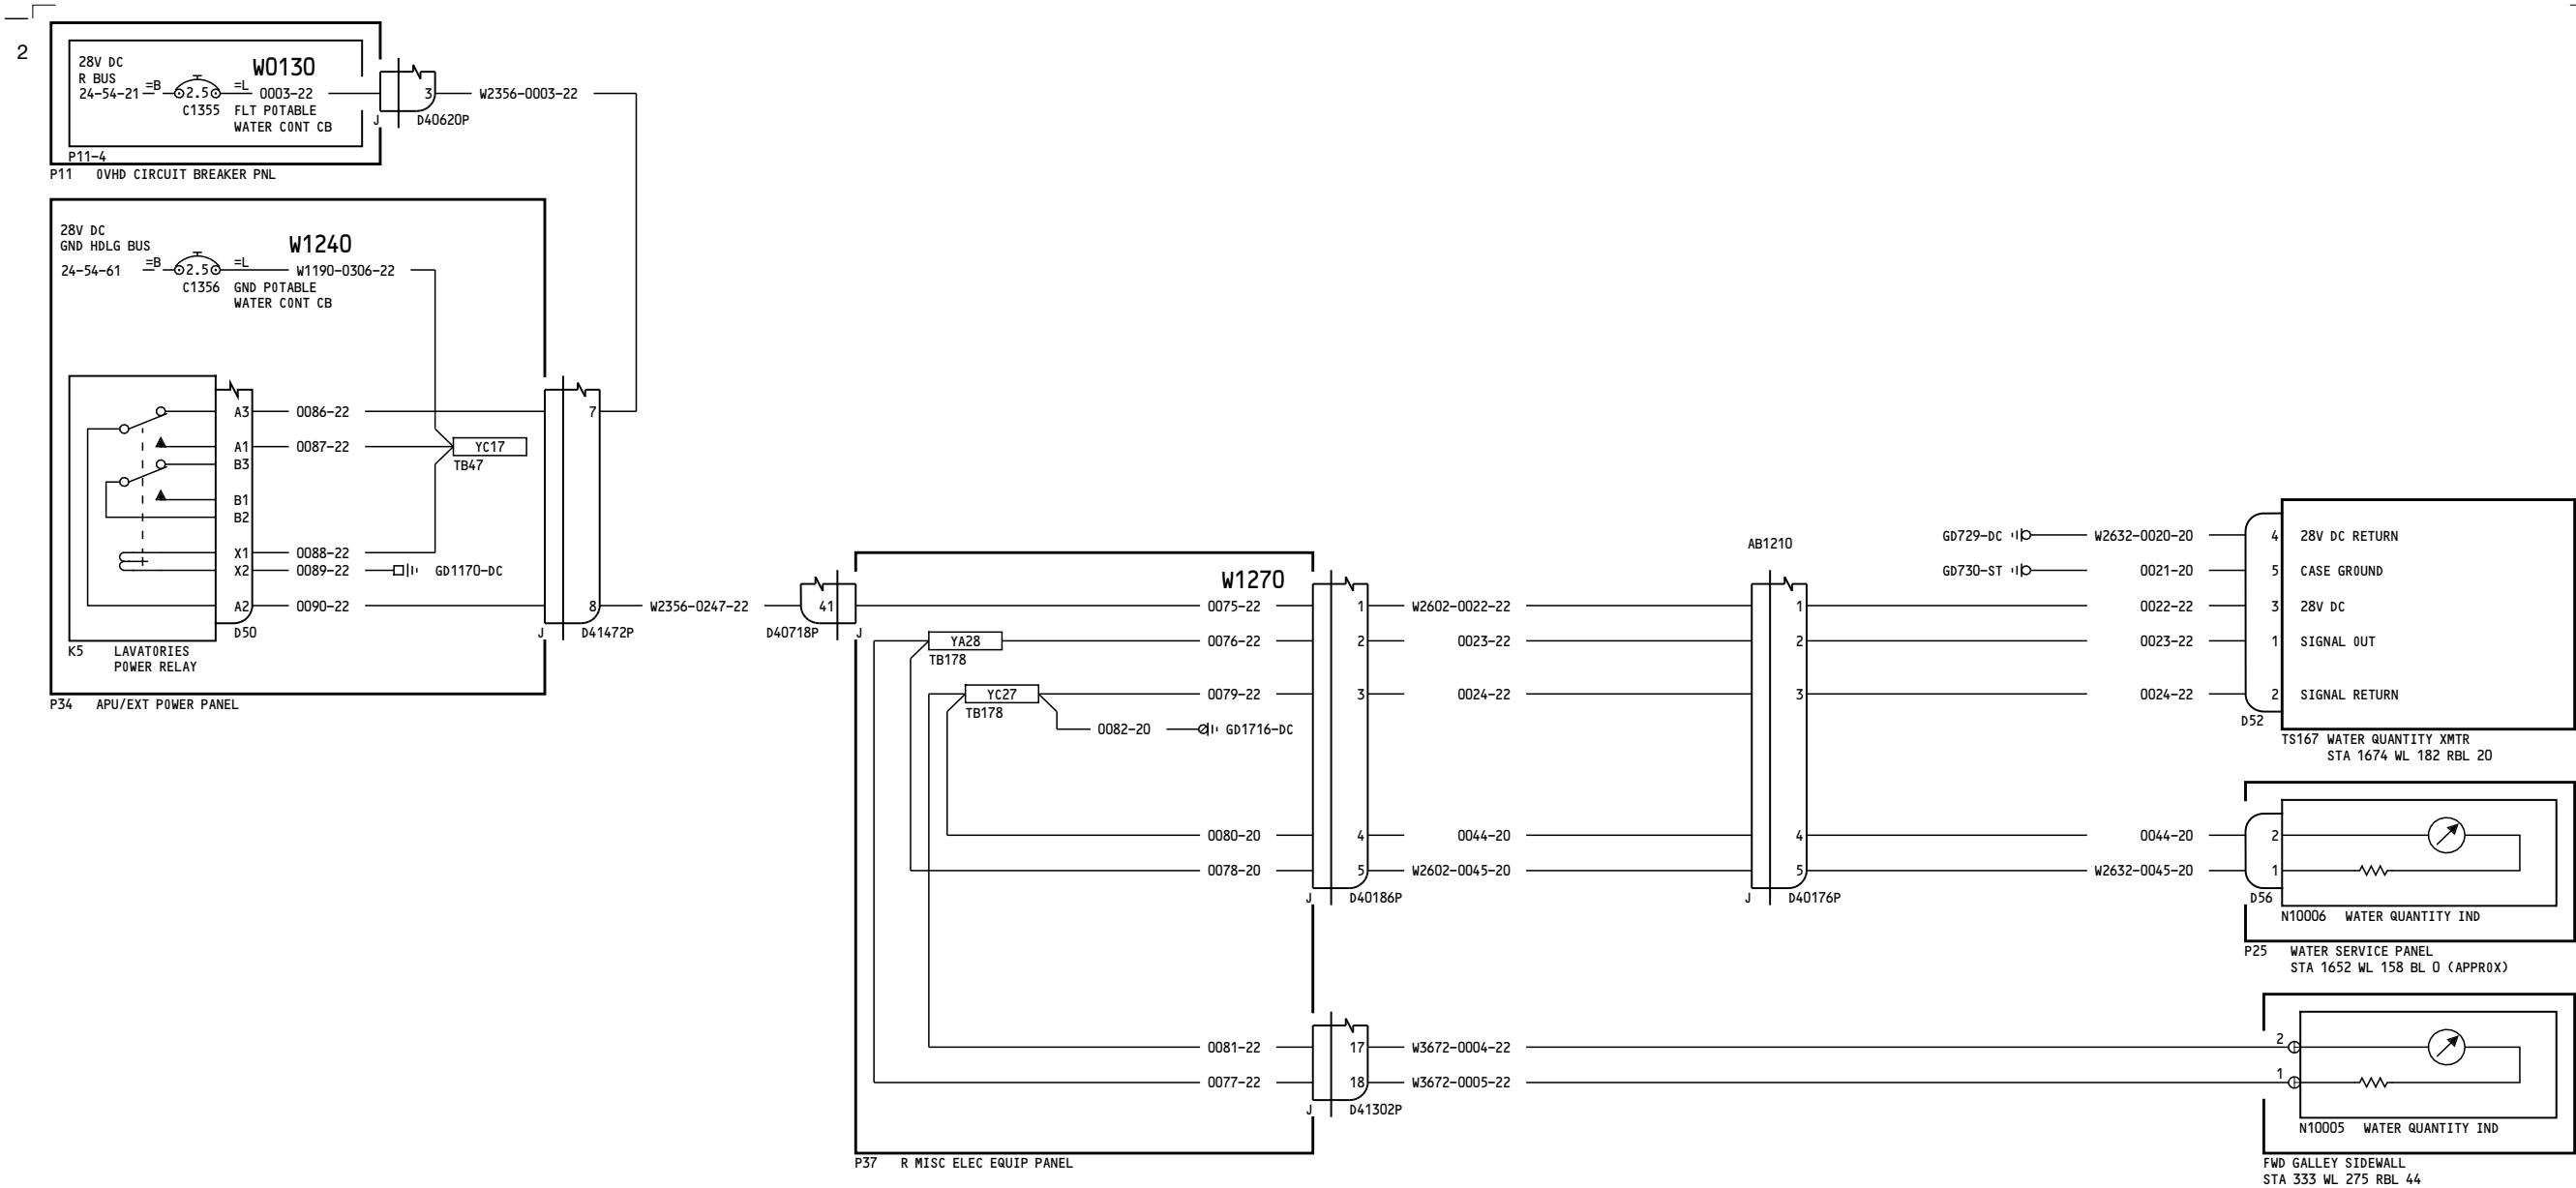 2
28V DC
R BUS
24-54-21
=B
2.5
=L
W0130
0003-22
C1355
FLT POTABLE
WATER CONT CB
P11-4
P11 OVHD CIRCUIT BREAKER PNL
J
3
D40620P
W2356-0003-22
28V DC
GND HDLG BUS
24-54-61
=B
2.5
=L
W1240
W1190-0306-22
C1356
GND POTABLE
WATER CONT CB
A3
0086-22
A1
0087-22
B3
B1
B2
X1
0088-22
X2
0089-22
GD1170-DC
A2
0090-22
D50
YC17
TB47
K5 LAVATORIES
POWER RELAY
P34 APU/EXT POWER PANEL
7
8
J
D41472P
W2356-0247-22
41
D40718P
J
W1270
0075-22
YA28
TB178
0076-22
YC27
TB178
0079-22
0082-20
GD1716-DC
0080-20
0078-20
0081-22
0077-22
P37 R MISC ELEC EQUIP PANEL
1
2
3
4
5
J
D40186P
17
18
J
D41302P
W2602-0022-22
0023-22
0024-22
0044-20
W2602-0045-20
W3672-0004-22
W3672-0005-22
AB1210
1
2
3
4
5
J
D40176P
GD729-DC
W2632-0020-20
4
28V DC RETURN
GD730-ST
0021-20
5
CASE GROUND
0022-22
3
28V DC
0023-22
1
SIGNAL OUT
0024-22
2
SIGNAL RETURN
D52
TS167 WATER QUANTITY XMTR
STA 1674 WL 182 RBL 20
0044-20
2
W2632-0045-20
1
D56
N10006 WATER QUANTITY IND
P25 WATER SERVICE PANEL
STA 1652 WL 158 BL 0 (APPROX)
2
1
N10005 WATER QUANTITY IND
FWD GALLEY SIDEWALL
STA 333 WL 275 RBL 44